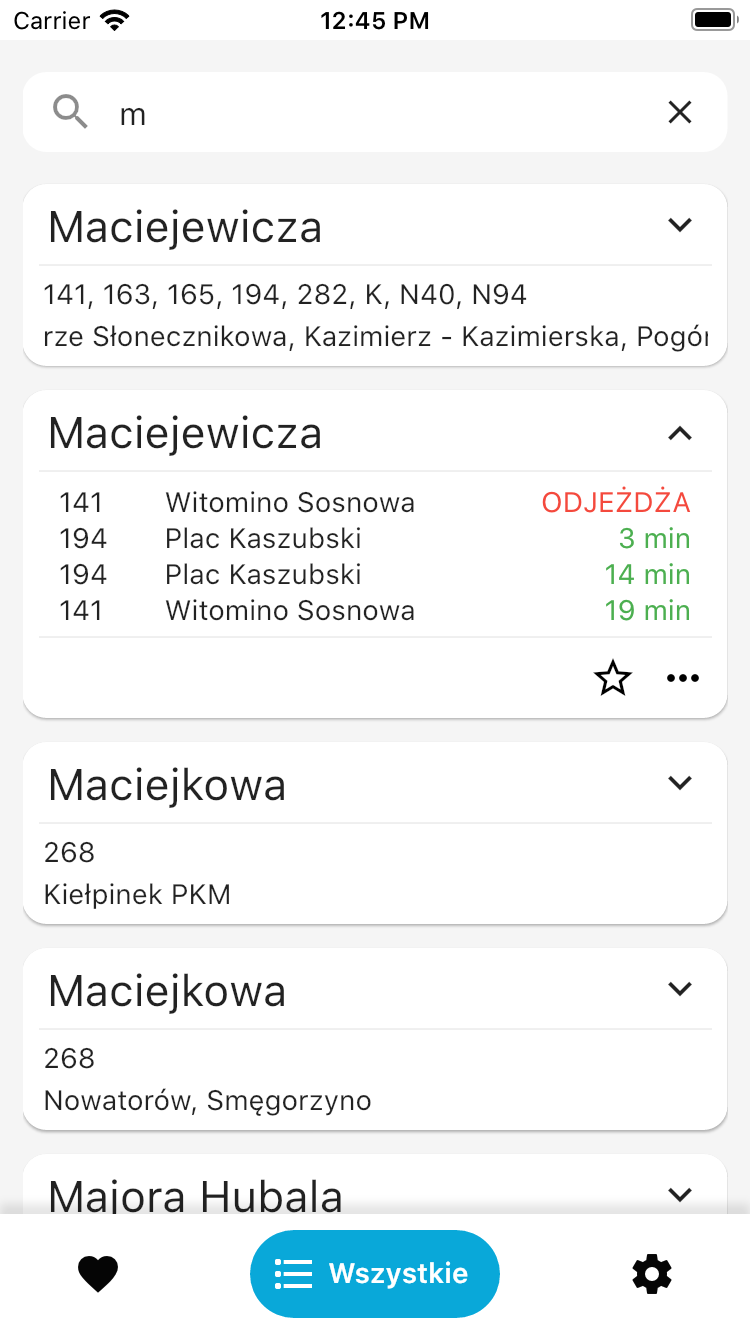 Carrier 12:45 PM
m
Maciejewicza
141, 163, 165, 194, 282, K, N40, N94
rze Słonecznikowa, Kazimierz - Kazimierska, Pogór
Maciejewicza
141 Witomino Sosnowa ODJEŻDŻA
194 Plac Kaszubski 3 min
194 Plac Kaszubski 14 min
141 Witomino Sosnowa 19 min
Maciejkowa
268
Kiełpinek PKM
Maciejkowa
268
Nowatorów, Smęgorzyno
Majora Hubala
Wszystkie